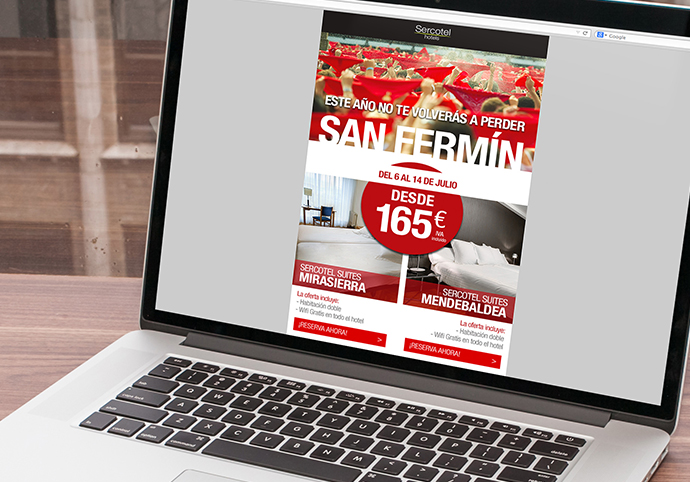 Google
Sercotel
hotels
ESTE AÑO NO TE VOLVERÁS A PERDER
SAN FERMÍN
DEL 6 AL 14 DE JULIO
DESDE
165€
IVA
incluido
SERCOTEL SUITES
MIRASIERRA
La oferta incluye:
- Habitación doble
- Wifi Gratis en todo el hotel
¡RESERVA AHORA! >
SERCOTEL SUITES
MENDEBALDEA
La oferta incluye:
- Habitación doble
- Wifi Gratis en todo el hotel
¡RESERVA AHORA! >